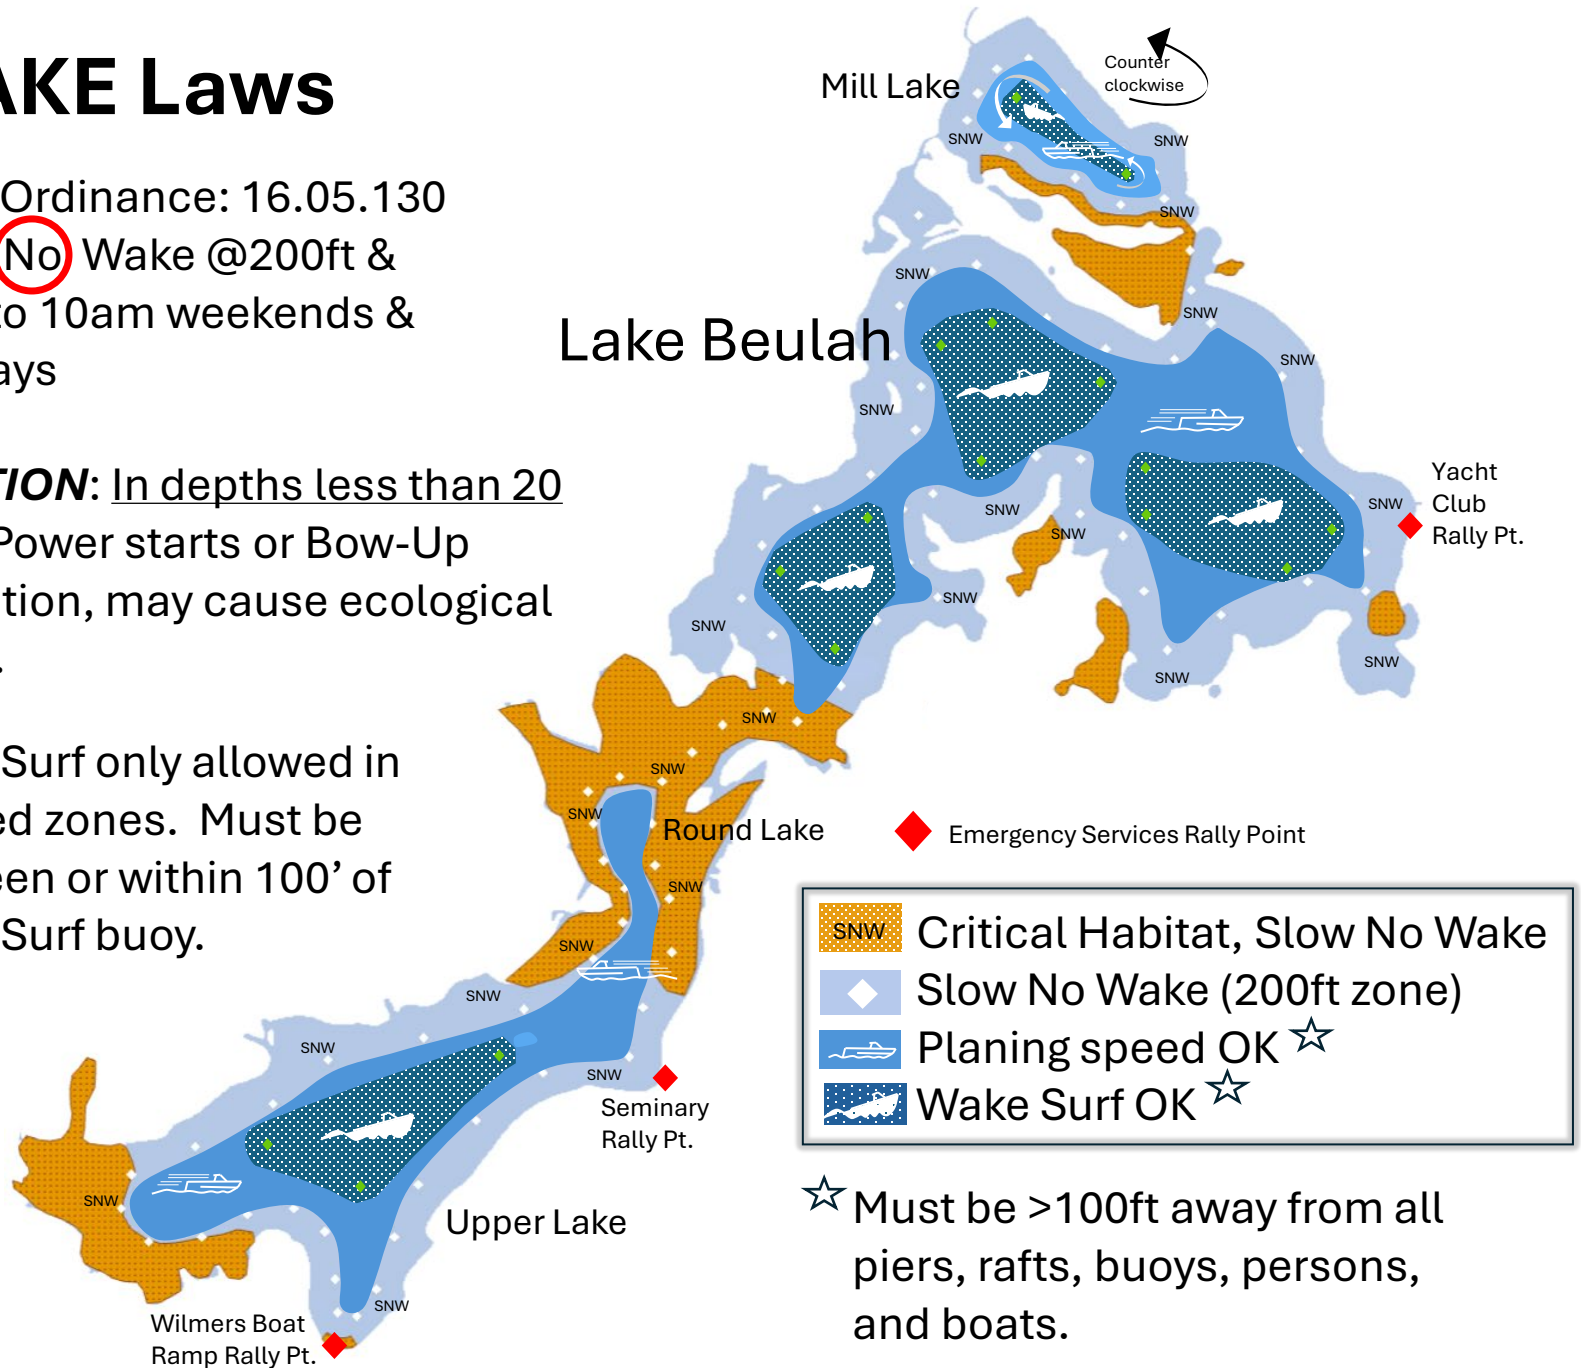 AKE Laws
Ordinance: 16.05.130
No Wake @200ft &
to 10am weekends &
ays
TION: In depths less than 20
Power starts or Bow-Up
tion, may cause ecological
.
Surf only allowed in
ed zones. Must be
een or within 100’ of
Surf buoy.
Mill Lake
Counter
clockwise
SNW
SNW
SNW
SNW
SNW
Lake Beulah
SNW
SNW
Yacht
Club
Rally Pt.
SNW
SNW
SNW
SNW
SNW
SNW
SNW
SNW
SNW
SNW
Round Lake
Emergency Services Rally Point
SNW
SNW
SNW
SNW
SNW
Seminary
Rally Pt.
SNW
SNW
Upper Lake
SNW
Wilmers Boat
Ramp Rally Pt.
SNW Critical Habitat, Slow No Wake
Slow No Wake (200ft zone)
Planing speed OK ☆
Wake Surf OK ☆
☆ Must be >100ft away from all
piers, rafts, buoys, persons,
and boats.